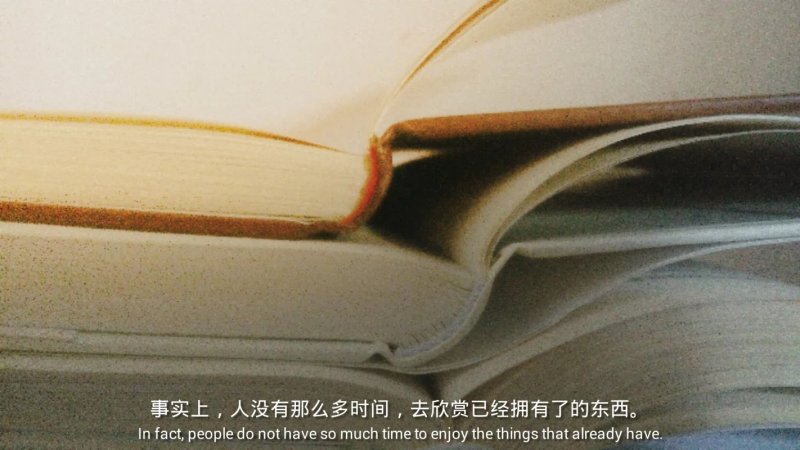 事实上，人没有那么多时间，去欣赏已经拥有了的东西。
In fact, people do not have so much time to enjoy the things that already have.